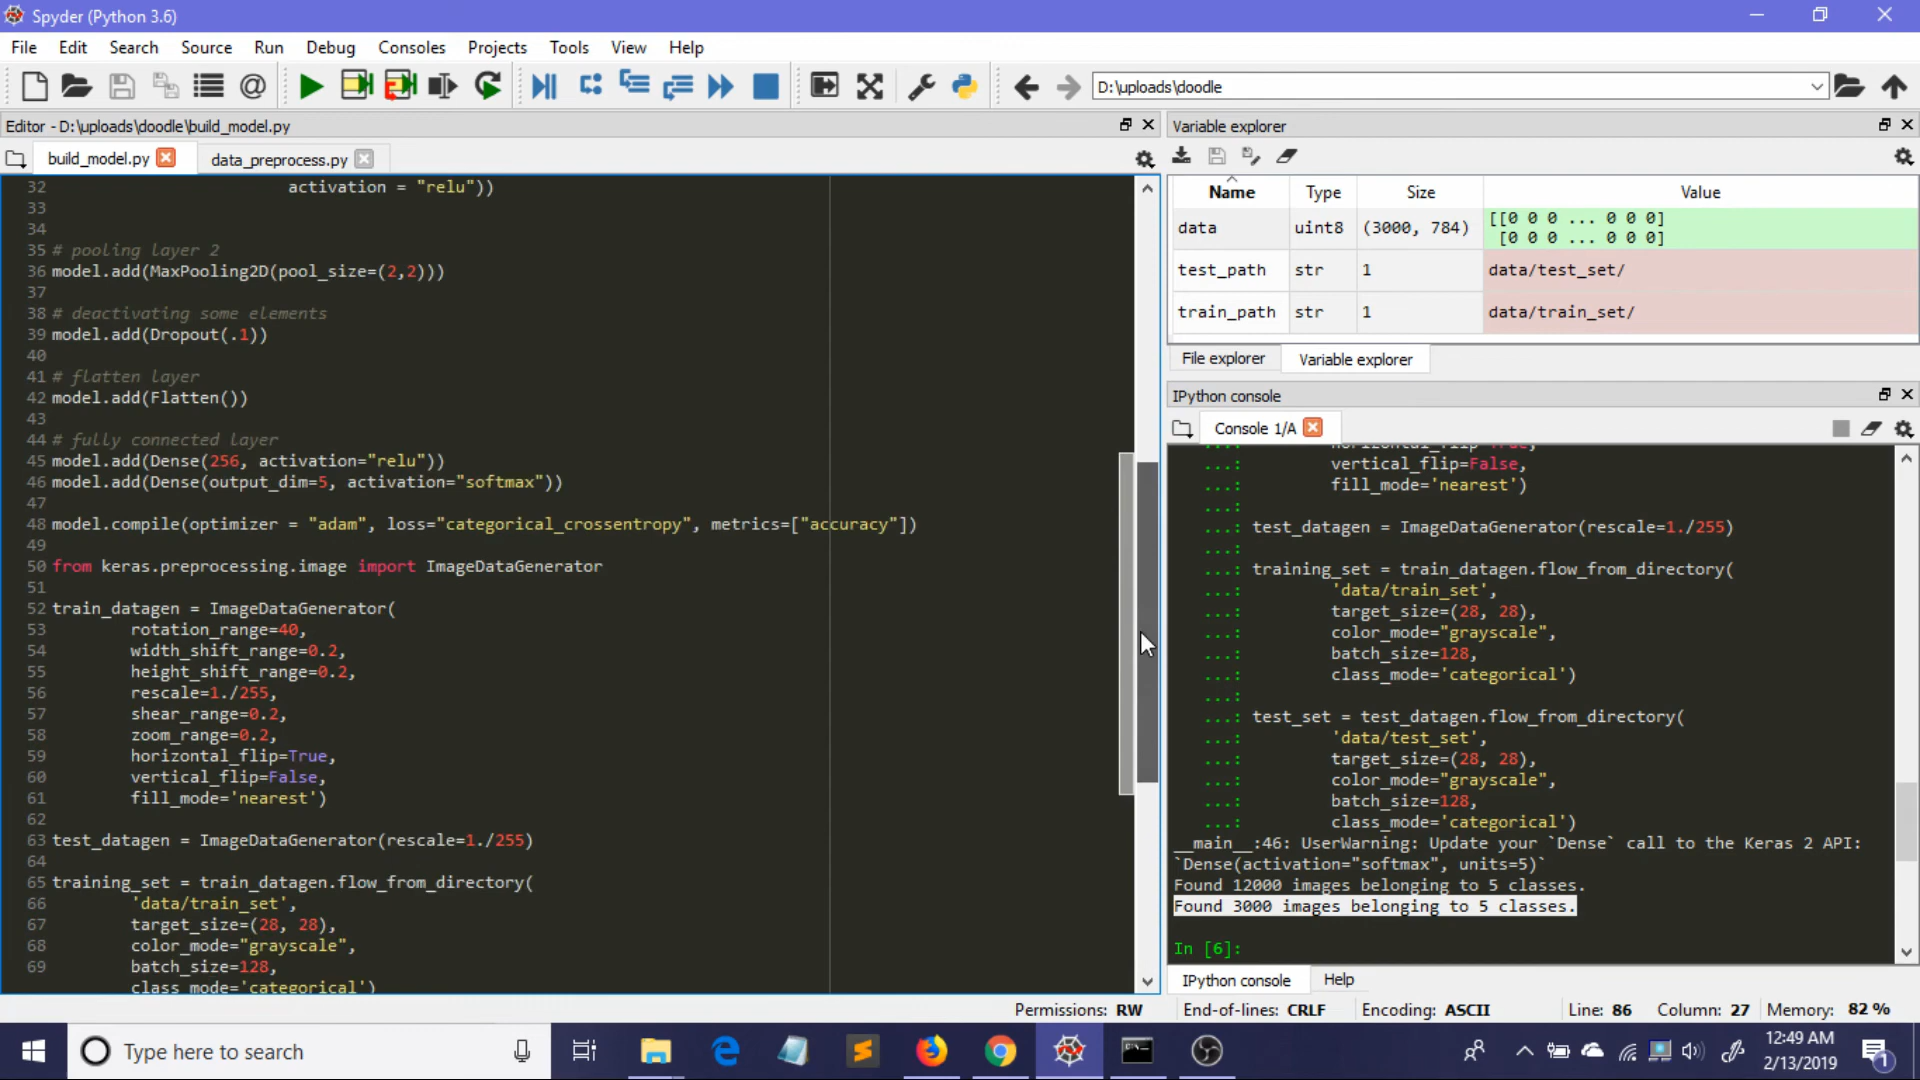 Spyder (Python 3.6)
File Edit Search Source Run Debug Consoles Projects Tools View Help
D:\uploads\doodle
Editor - D:\uploads\doodle\build_model.py
build_model.py
data_preprocess.py
32                         activation = "relu"))
33
34
35 # pooling layer 2
36 model.add(MaxPooling2D(pool_size=(2,2)))
37
38 # deactivating some elements
39 model.add(Dropout(.1))
40
41 # flatten layer
42 model.add(Flatten())
43
44 # fully connected layer
45 model.add(Dense(256, activation="relu"))
46 model.add(Dense(output_dim=5, activation="softmax"))
47
48 model.compile(optimizer = "adam", loss="categorical_crossentropy", metrics=["accuracy"])
49
50 from keras.preprocessing.image import ImageDataGenerator
51
52 train_datagen = ImageDataGenerator(
53         rotation_range=40,
54         width_shift_range=0.2,
55         height_shift_range=0.2,
56         rescale=1./255,
57         shear_range=0.2,
58         zoom_range=0.2,
59         horizontal_flip=True,
60         vertical_flip=False,
61         fill_mode='nearest')
62
63 test_datagen = ImageDataGenerator(rescale=1./255)
64
65 training_set = train_datagen.flow_from_directory(
66         'data/train_set',
67         target_size=(28, 28),
68         color_mode="grayscale",
69         batch_size=128,
        class_mode='categorical')
Variable explorer
Name Type Size Value
data uint8 (3000, 784) [[0 0 0 ... 0 0 0]
[0 0 0 ... 0 0 0]
test_path str 1 data/test_set/
train_path str 1 data/train_set/
File explorer Variable explorer
IPython console
Console 1/A
...:         horizontal_flip=True,
...:         vertical_flip=False,
...:         fill_mode='nearest')
...:
...: test_datagen = ImageDataGenerator(rescale=1./255)
...:
...: training_set = train_datagen.flow_from_directory(
...:         'data/train_set',
...:         target_size=(28, 28),
...:         color_mode="grayscale",
...:         batch_size=128,
...:         class_mode='categorical')
...:
...: test_set = test_datagen.flow_from_directory(
...:         'data/test_set',
...:         target_size=(28, 28),
...:         color_mode="grayscale",
...:         batch_size=128,
...:         class_mode='categorical')
__main__:46: UserWarning: Update your `Dense` call to the Keras 2 API:
`Dense(activation="softmax", units=5)`
Found 12000 images belonging to 5 classes.
Found 3000 images belonging to 5 classes.
In [6]:
IPython console Help
Permissions: RW End-of-lines: CRLF Encoding: ASCII Line: 86 Column: 27 Memory: 82 %
Type here to search
12:49 AM
2/13/2019
1